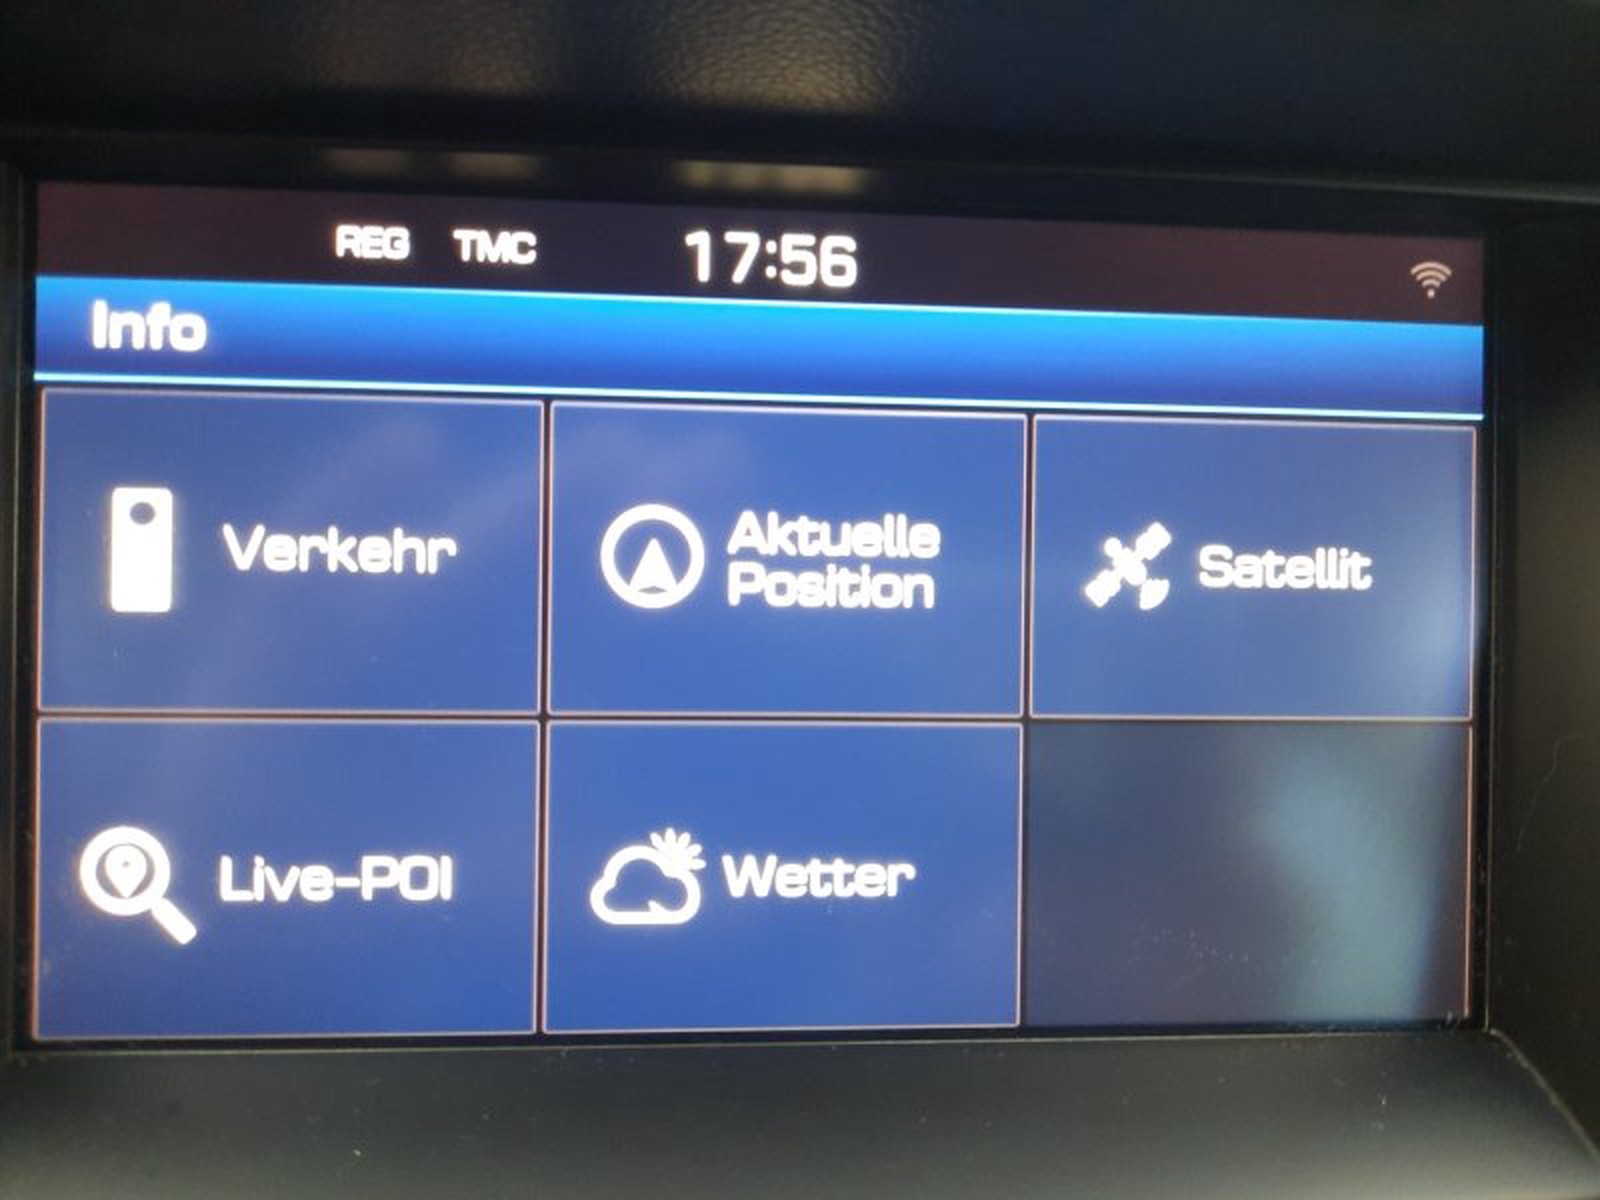 REG TMC 17:56
Info
Verkehr
Aktuelle
Position
Satellit
Live-POI
Wetter